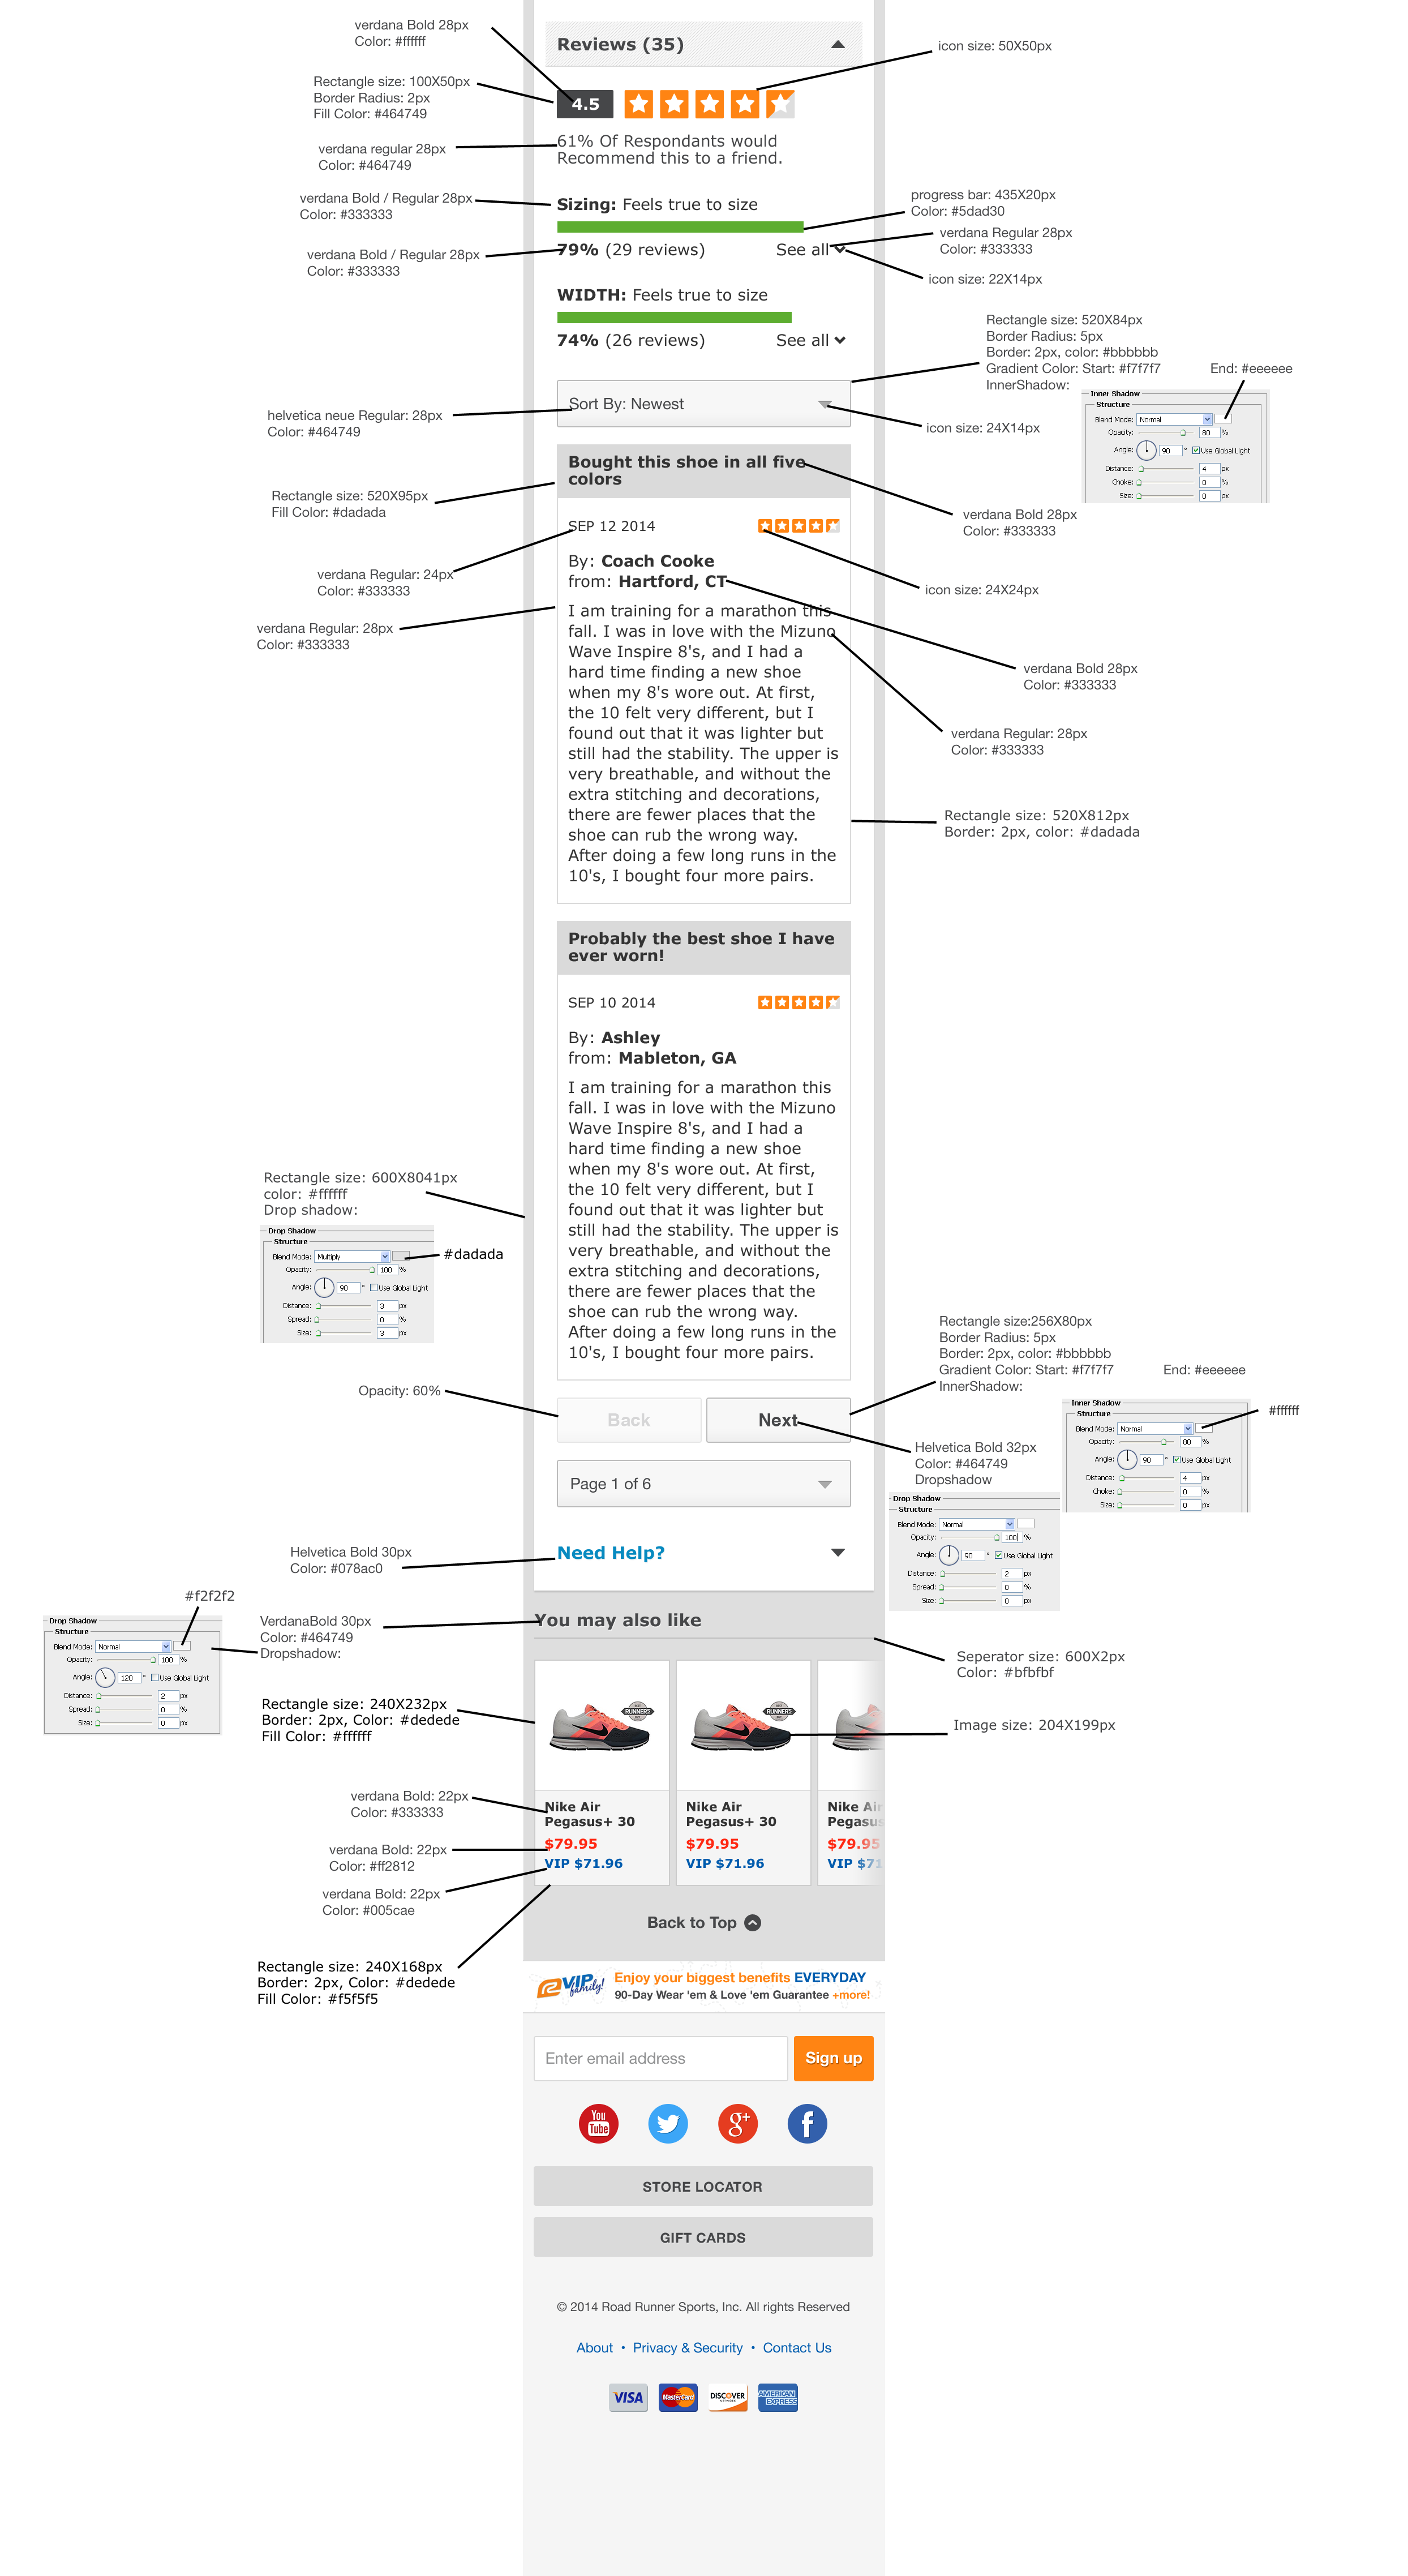 verdana Bold 28px
Color: #ffffff
Reviews (35)
icon size: 50X50px
Rectangle size: 100X50px
Border Radius: 2px
Fill Color: #464749
4.5
verdana regular 28px
Color: #464749
61% Of Respondants would
Recommend this to a friend.
verdana Bold / Regular 28px
Color: #333333
Sizing: Feels true to size
progress bar: 435X20px
Color: #5dad30
verdana Bold / Regular 28px
Color: #333333
79% (29 reviews)
See all
verdana Regular 28px
Color: #333333
icon size: 22X14px
WIDTH: Feels true to size
74% (26 reviews)
See all
Rectangle size: 520X84px
Border Radius: 5px
Border: 2px, color: #bbbbbb
Gradient Color: Start: #f7f7f7
End: #eeeeee
InnerShadow:
Inner Shadow
Structure
Blend Mode: Normal
Opacity: 80 %
Angle: 90 ° Use Global Light
Distance: 4 px
Choke: 0 %
Size: 0 px
helvetica neue Regular: 28px
Color: #464749
Sort By: Newest
icon size: 24X14px
Bought this shoe in all five
colors
Rectangle size: 520X95px
Fill Color: #dadada
verdana Bold 28px
Color: #333333
SEP 12 2014
verdana Regular: 24px
Color: #333333
icon size: 24X24px
By: Coach Cooke
from: Hartford, CT
verdana Regular: 28px
Color: #333333
verdana Bold 28px
Color: #333333
I am training for a marathon this
fall. I was in love with the Mizuno
Wave Inspire 8's, and I had a
hard time finding a new shoe
when my 8's wore out. At first,
the 10 felt very different, but I
found out that it was lighter but
still had the stability. The upper is
very breathable, and without the
extra stitching and decorations,
there are fewer places that the
shoe can rub the wrong way.
After doing a few long runs in the
10's, I bought four more pairs.
verdana Regular: 28px
Color: #333333
Rectangle size: 520X812px
Border: 2px, color: #dadada
Probably the best shoe I have
ever worn!
SEP 10 2014
By: Ashley
from: Mableton, GA
I am training for a marathon this
fall. I was in love with the Mizuno
Wave Inspire 8's, and I had a
hard time finding a new shoe
when my 8's wore out. At first,
the 10 felt very different, but I
found out that it was lighter but
still had the stability. The upper is
very breathable, and without the
extra stitching and decorations,
there are fewer places that the
shoe can rub the wrong way.
After doing a few long runs in the
10's, I bought four more pairs.
Rectangle size: 600X8041px
color: #ffffff
Drop shadow:
Drop Shadow
Structure
Blend Mode: Multiply
#dadada
Opacity: 100 %
Angle: 90 ° Use Global Light
Distance: 3 px
Spread: 0 %
Size: 3 px
Rectangle size:256X80px
Border Radius: 5px
Border: 2px, color: #bbbbbb
Gradient Color: Start: #f7f7f7
End: #eeeeee
InnerShadow:
Inner Shadow
Structure
Blend Mode: Normal
#ffffff
Opacity: 80 %
Angle: 90 ° Use Global Light
Distance: 4 px
Choke: 0 %
Size: 0 px
Opacity: 60%
Back
Next
Helvetica Bold 32px
Color: #464749
Dropshadow
Drop Shadow
Structure
Blend Mode: Normal
Opacity: 100 %
Angle: 90 ° Use Global Light
Distance: 2 px
Spread: 0 %
Size: 0 px
Page 1 of 6
Helvetica Bold 30px
Color: #078ac0
Need Help?
#f2f2f2
Drop Shadow
Structure
Blend Mode: Normal
Opacity: 100 %
Angle: 120 ° Use Global Light
Distance: 2 px
Spread: 0 %
Size: 0 px
VerdanaBold 30px
Color: #464749
Dropshadow:
You may also like
Seperator size: 600X2px
Color: #bfbfbf
Rectangle size: 240X232px
Border: 2px, Color: #dedede
Fill Color: #ffffff
RUNNERS
RUNNERS
Image size: 204X199px
verdana Bold: 22px
Color: #333333
Nike Air
Pegasus+ 30
$79.95
VIP $71.96
Nike Air
Pegasus+ 30
$79.95
VIP $71.96
Nike Air
Pegasus
$79.95
VIP $71
verdana Bold: 22px
Color: #ff2812
verdana Bold: 22px
Color: #005cae
Rectangle size: 240X168px
Border: 2px, Color: #dedede
Fill Color: #f5f5f5
Back to Top
VIP family!
Enjoy your biggest benefits EVERYDAY
90-Day Wear 'em & Love 'em Guarantee +more!
Enter email address
Sign up
You
Tube
g+
f
STORE LOCATOR
GIFT CARDS
© 2014 Road Runner Sports, Inc. All rights Reserved
About • Privacy & Security • Contact Us
VISA
MasterCard
DISCOVER
NETWORK
AMERICAN
EXPRESS